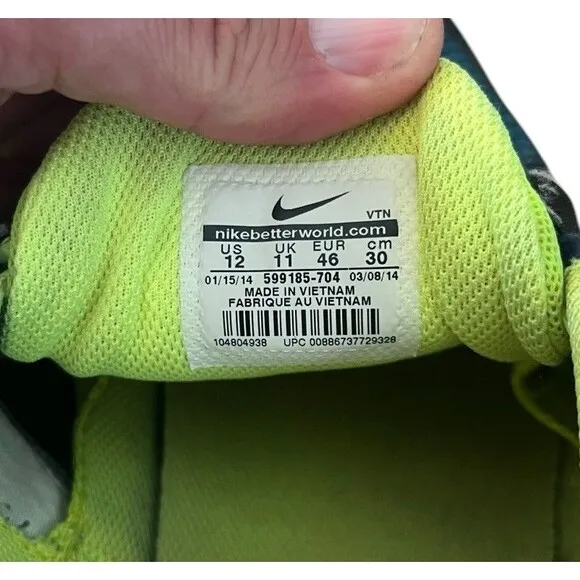 VTN
nikebetterworld.com
US UK EUR cm
12 11 46 30
01/15/14 599185-704 03/08/14
MADE IN VIETNAM
FABRIQUE AU VIETNAM
104804938 UPC 00886737729328